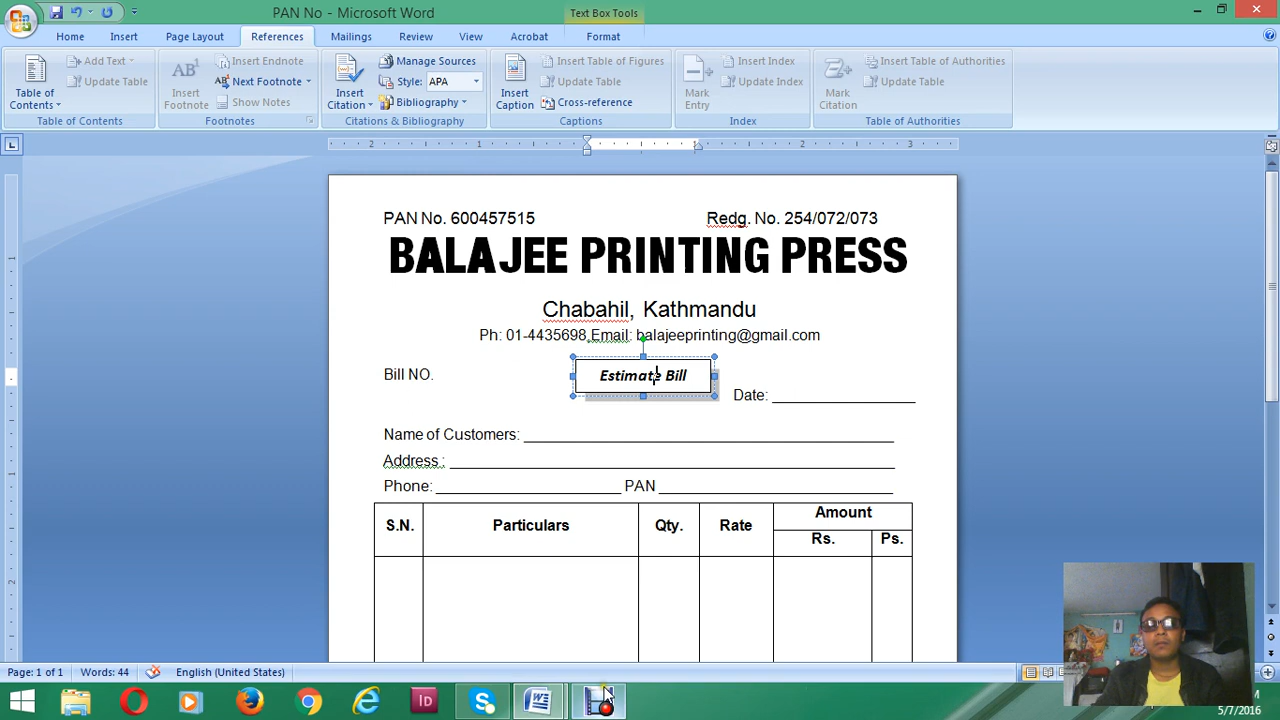 PAN No - Microsoft Word
Text Box Tools
Home Insert Page Layout References Mailings Review View Acrobat Format
Table of Contents
Add Text
Update Table
Table of Contents
AB¹
Insert Footnote
Insert Endnote
Next Footnote
Show Notes
Footnotes
Insert Citation
Manage Sources
Style: APA
Bibliography
Citations & Bibliography
Insert Caption
Insert Table of Figures
Update Table
Cross-reference
Captions
Mark Entry
Insert Index
Update Index
Index
Mark Citation
Insert Table of Authorities
Update Table
Table of Authorities
2 1 1 2 3
PAN No. 600457515 Redg. No. 254/072/073
BALAJEE PRINTING PRESS
Chabahil, Kathmandu
Ph: 01-4435698,Email: balajeeprinting@gmail.com
Bill NO.
Estimate Bill
Date:
Name of Customers:
Address :
Phone: PAN
S.N. Particulars Qty. Rate Amount
Rs. Ps.
Page: 1 of 1 Words: 44 English (United States)
5/7/2016